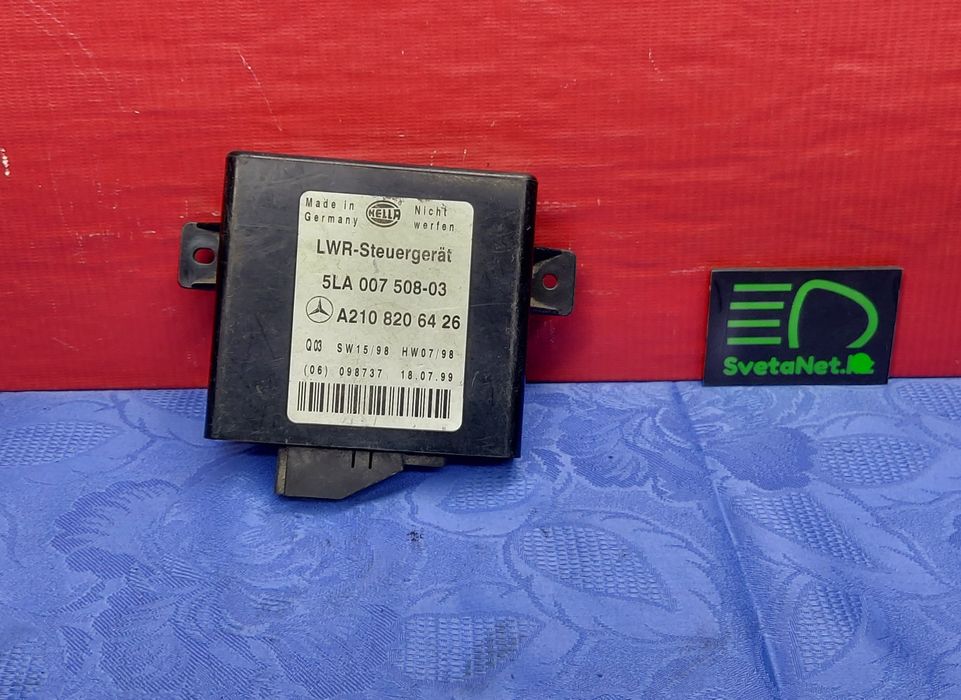 Made in
Germany
HELLA
Nicht
werfen
LWR-Steuergerät
5LA 007 508-03
A210 820 64 26
Q03 SW15/98 HW07/98
(06) 098737 18.07.99
SvetaNet.